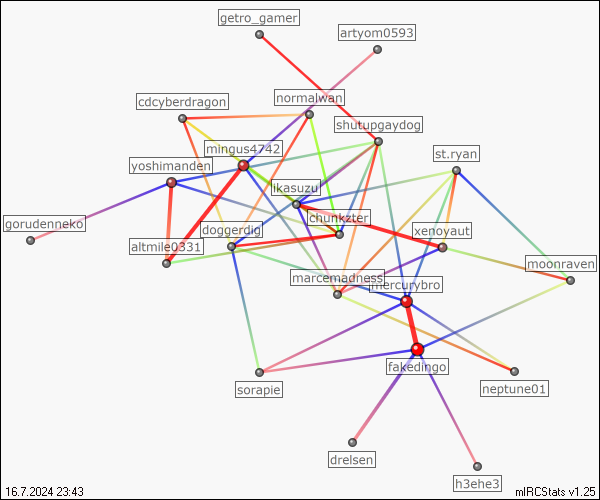 getro_gamer
artyom0593
cdcyberdragon
normalwan
shutupgaydog
mingus4742
st.ryan
yoshimanden
likasuzu
gorudenneko
chunkzter
doggerdig
xenoyaut
altmile0331
moonraven
marcemadness
mercurybro
fakedingo
sorapie
neptune01
drelsen
h3ehe3
16.7.2024 23:43
mIRCStats v1.25